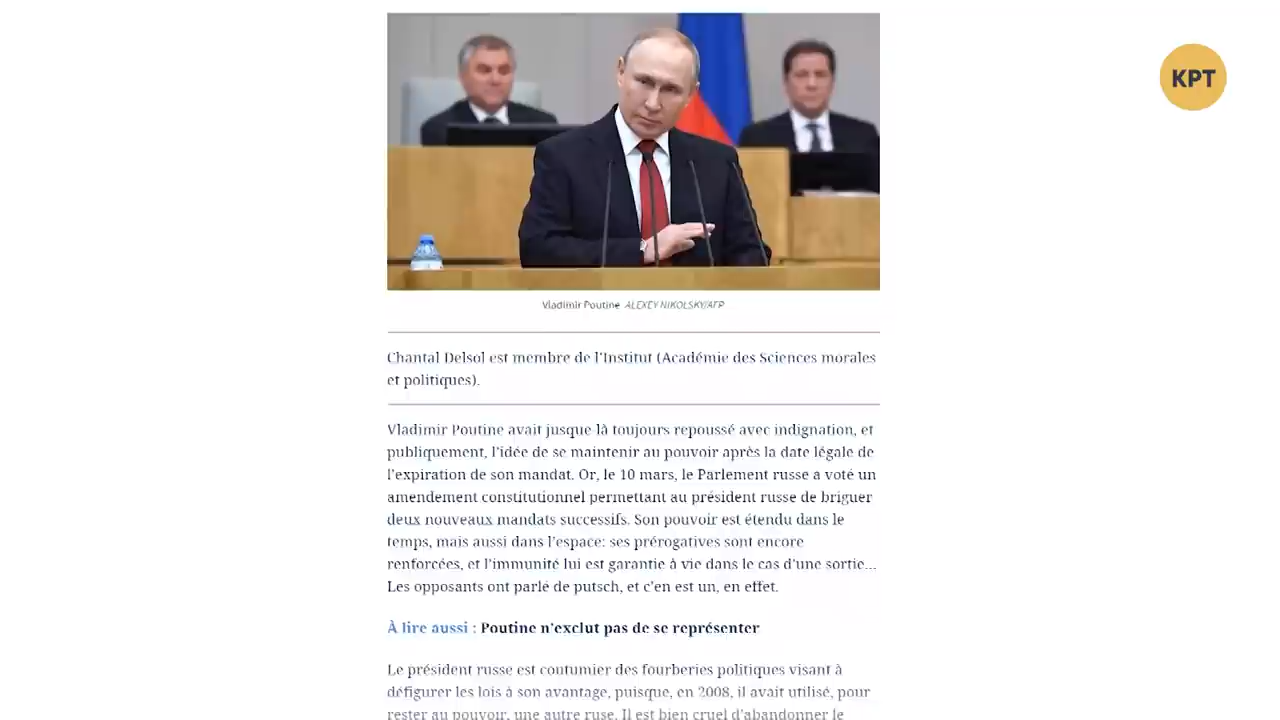 КРТ
Vladimir Poutine ALEXEY NIKOLSKY/AFP
Chantal Delsol est membre de l'Institut (Académie des Sciences morales
et politiques).
Vladimir Poutine avait jusque là toujours repoussé avec indignation, et
publiquement, l'idée de se maintenir au pouvoir après la date légale de
l'expiration de son mandat. Or, le 10 mars, le Parlement russe a voté un
amendement constitutionnel permettant au président russe de briguer
deux nouveaux mandats successifs. Son pouvoir est étendu dans le
temps, mais aussi dans l'espace: ses prérogatives sont encore
renforcées, et l'immunité lui est garantie à vie dans le cas d'une sortie...
Les opposants ont parlé de putsch, et c'en est un, en effet.
À lire aussi : Poutine n'exclut pas de se représenter
Le président russe est coutumier des fourberies politiques visant à
défigurer les lois à son avantage, puisque, en 2008, il avait utilisé, pour
rester au pouvoir, une autre ruse. Il est bien cruel d'abandonner le